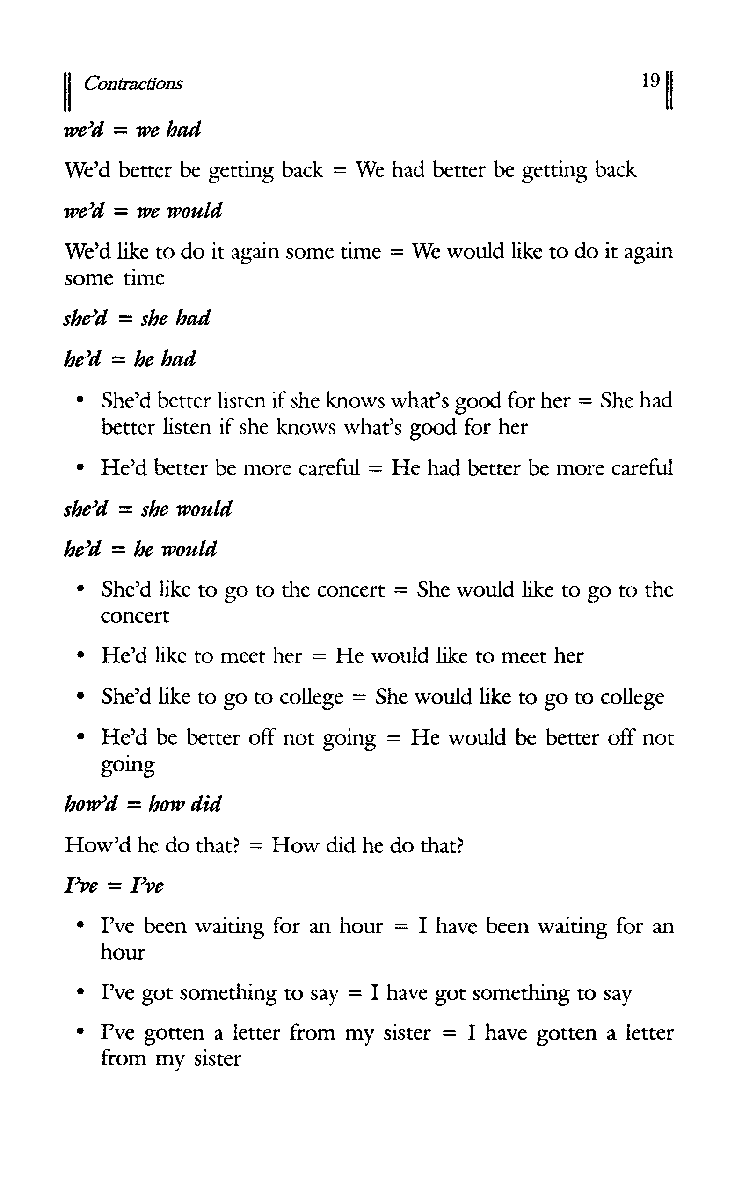 Contractions 19
we'd = we had
We'd better be getting back = We had better be getting back
we'd = we would
We'd like to do it again some time = We would like to do it again
some time
she'd = she had
he'd = he had
• She'd better listen if she knows what's good for her = She had
better listen if she knows what's good for her
• He'd better be more careful = He had better be more careful
she'd = she would
he'd = he would
• She'd like to go to the concert = She would like to go to the
concert
• He'd like to meet her = He would like to meet her
• She'd like to go to college = She would like to go to college
• He'd be better off not going = He would be better off not
going
how'd = how did
How'd he do that? = How did he do that?
I've = I've
• I've been waiting for an hour = I have been waiting for an
hour
• I've got something to say = I have got something to say
• I've gotten a letter from my sister = I have gotten a letter
from my sister